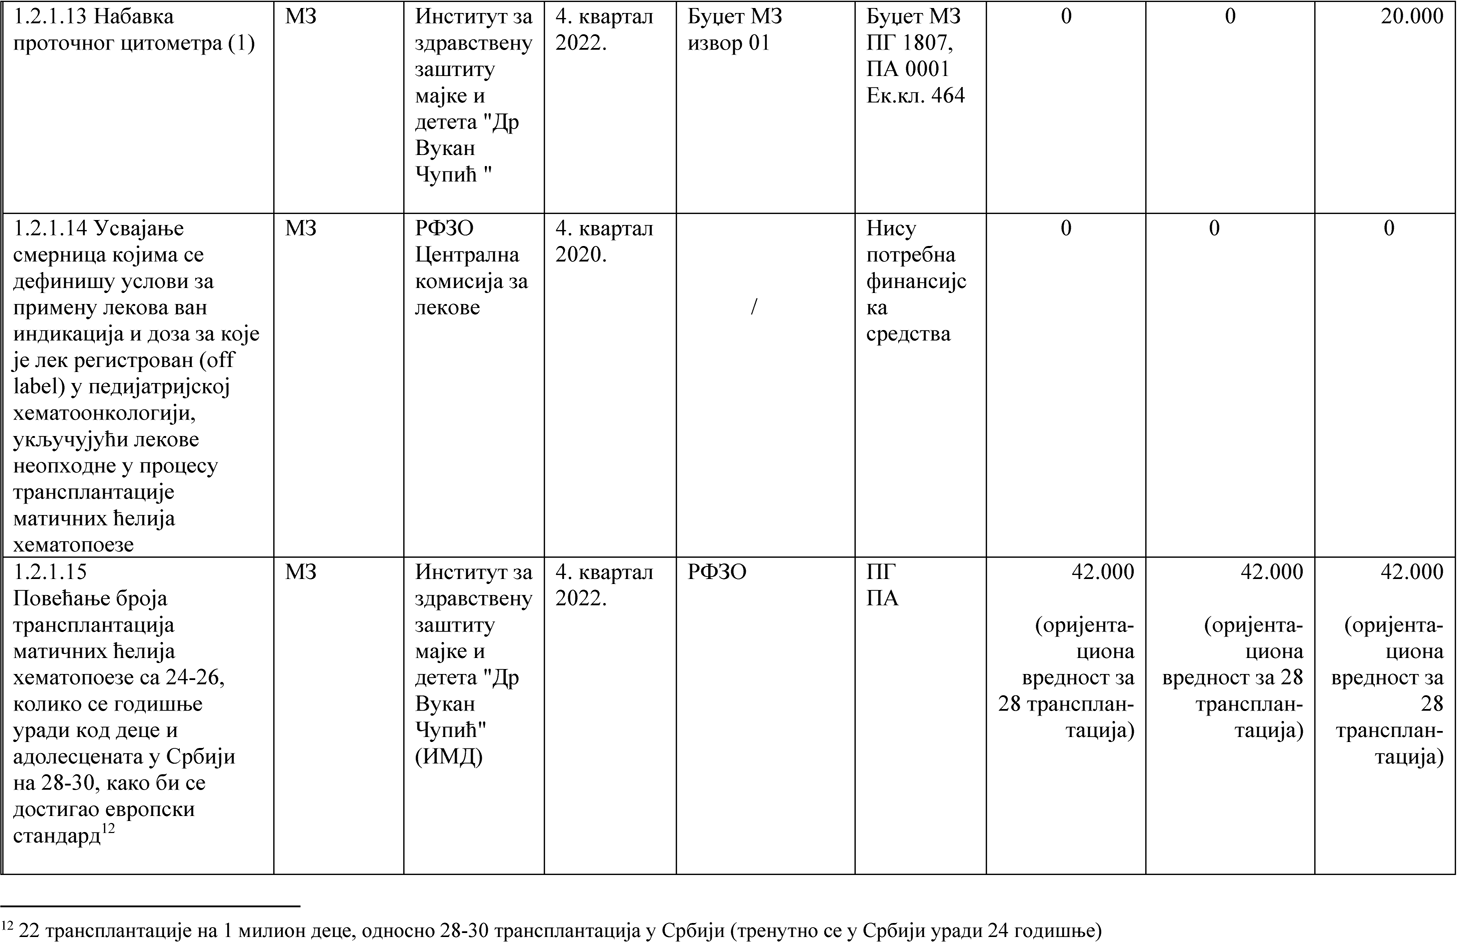 1.2.1.13 Набавка
проточног цитометра (1)
МЗ
Институт за
здравствену
заштиту
мајке и
детета "Др
Вукан
Чупић "
4. квартал
2022.
Буџет МЗ
извор 01
Буџет МЗ
ПГ 1807,
ПА 0001
Ек.кл. 464
0
0
20.000
1.2.1.14 Усвајање
смерница којима се
дефинишу услови за
примену лекова ван
индикација и доза за које
је лек регистрован (off
label) у педијатријској
хематоонкологији,
укључујући лекове
неопходне у процесу
трансплантације
матичних ћелија
хематопоезе
МЗ
РФЗО
Централна
комисија за
лекове
4. квартал
2020.
/
Нису
потребна
финансијс
ка
средства
0
0
0
1.2.1.15
Повећање броја
трансплантација
матичних ћелија
хематопоезе са 24-26,
колико се годишње
уради код деце и
адолесцената у Србији
на 28-30, како би се
достигао европски
стандард12
МЗ
Институт за
здравствену
заштиту
мајке и
детета "Др
Вукан
Чупић"
(ИМД)
4. квартал
2022.
РФЗО
ПГ
ПА
42.000
(оријента-
циона
вредност за
28 трансплан-
тација)
42.000
(оријента-
циона
вредност за 28
трансплан-
тација)
42.000
(оријента-
циона
вредност за
28
трансплан-
тација)
12 22 трансплантације на 1 милион деце, односно 28-30 трансплантација у Србији (тренутно се у Србији уради 24 годишње)